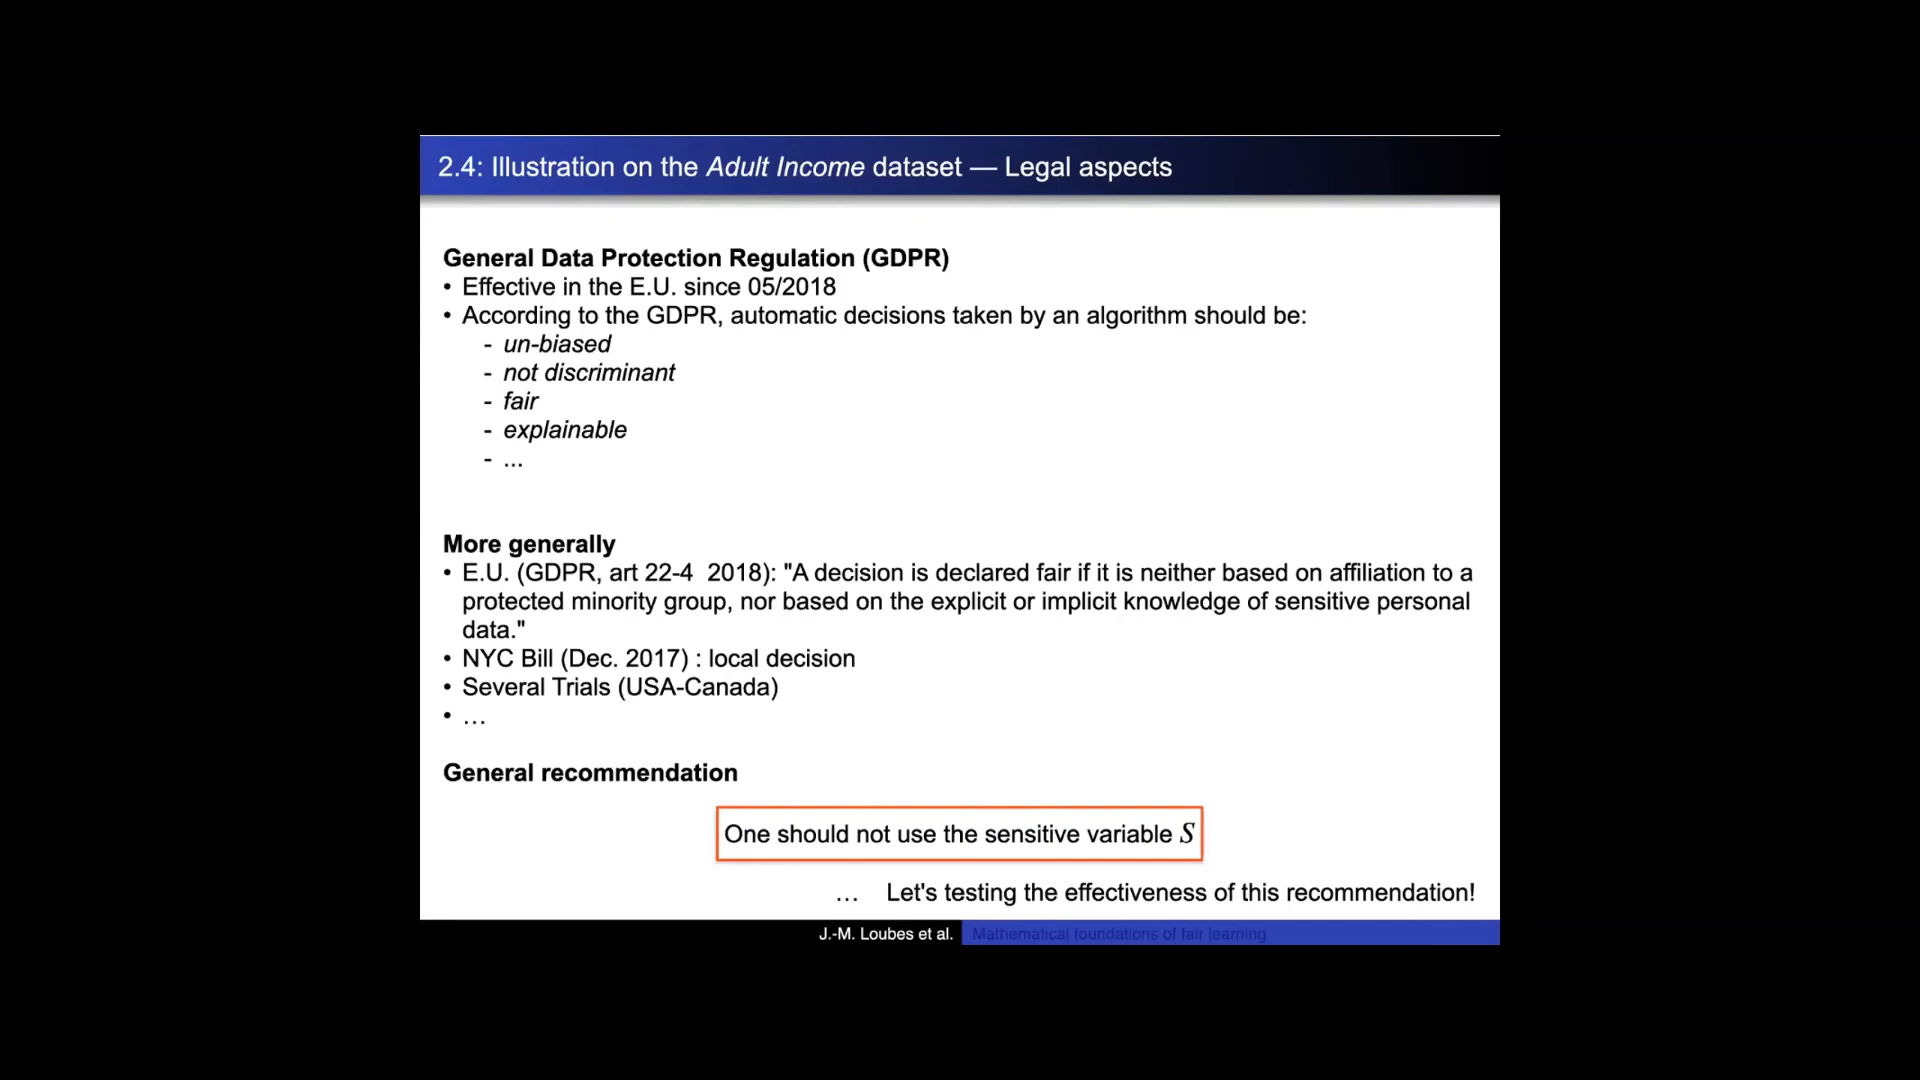 2.4: Illustration on the Adult Income dataset — Legal aspects
General Data Protection Regulation (GDPR)
• Effective in the E.U. since 05/2018
• According to the GDPR, automatic decisions taken by an algorithm should be:
- un-biased
- not discriminant
- fair
- explainable
- ...
More generally
• E.U. (GDPR, art 22-4 2018): "A decision is declared fair if it is neither based on affiliation to a
protected minority group, nor based on the explicit or implicit knowledge of sensitive personal
data."
• NYC Bill (Dec. 2017) : local decision
• Several Trials (USA-Canada)
• …
General recommendation
One should not use the sensitive variable S
… Let's testing the effectiveness of this recommendation!
J.-M. Loubes et al. Mathematical foundations of fair learning